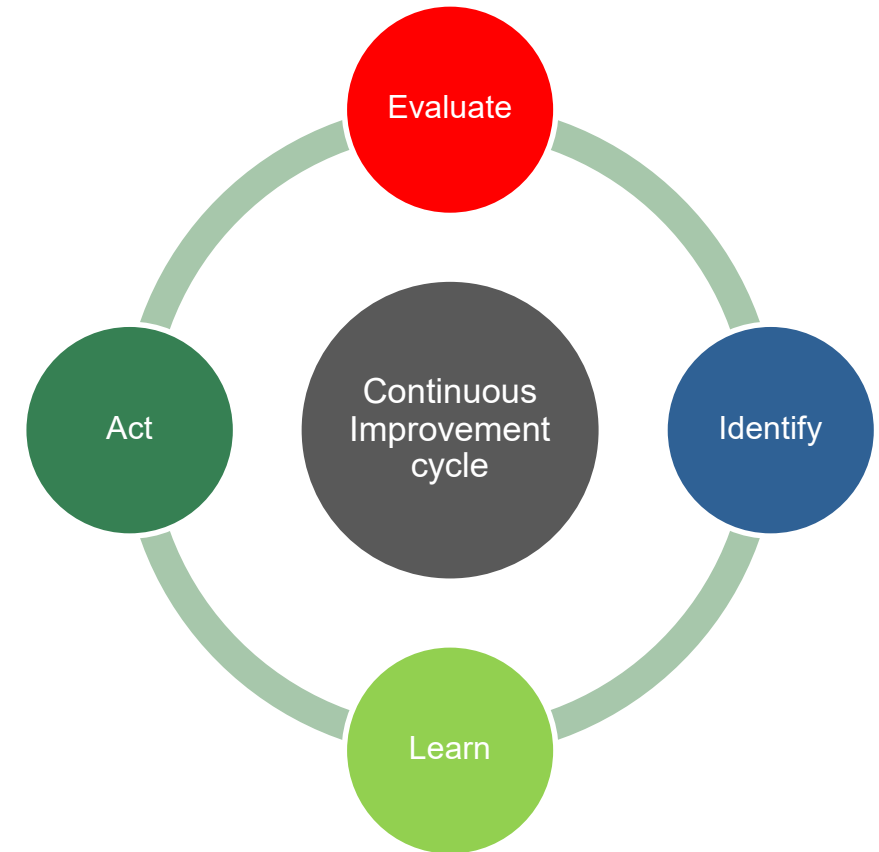 Evaluate
Continuous
Improvement
cycle
Act
Identify
Learn